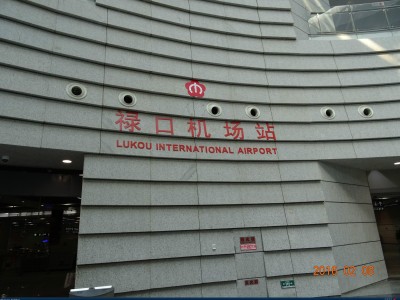 禄口机场站
LUKOU INTERNATIONAL AIRPORT